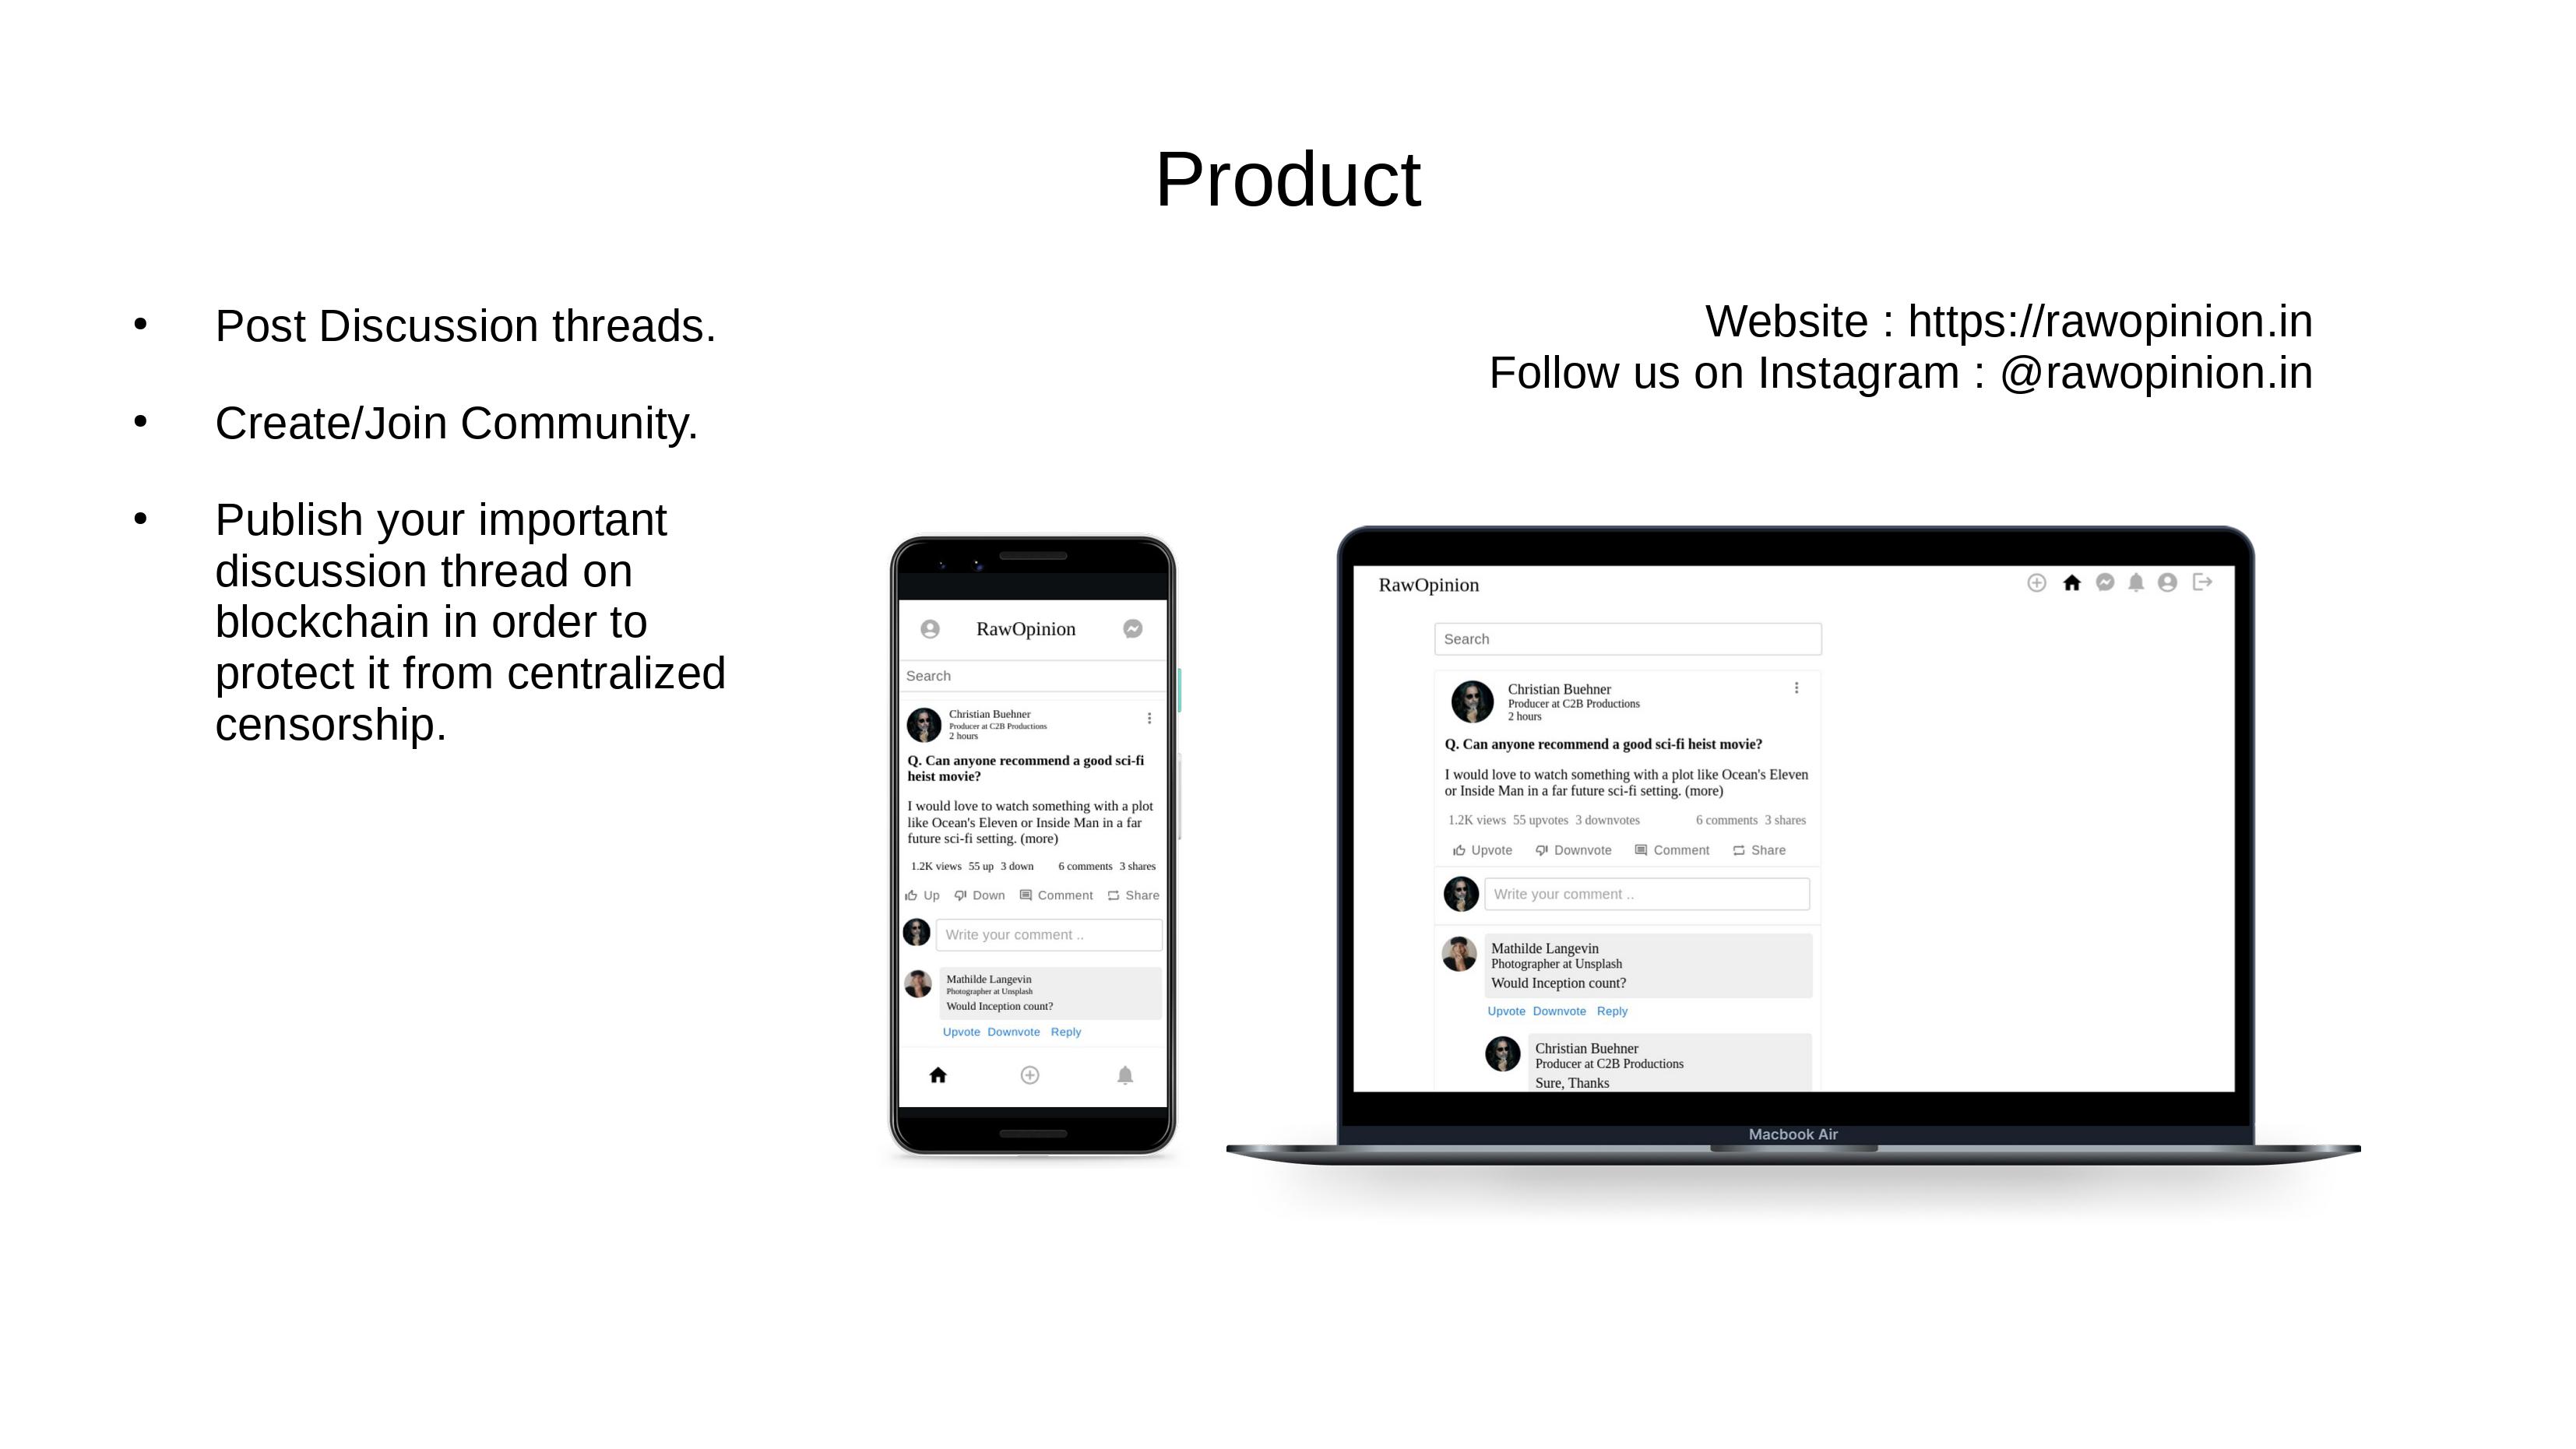 Product
• Post Discussion threads.
• Create/Join Community.
• Publish your important
discussion thread on
blockchain in order to
protect it from centralized
censorship.
Website : https://rawopinion.in
Follow us on Instagram : @rawopinion.in
RawOpinion
Search
Christian Buehner
Producer at C2B Productions
2 hours
Q. Can anyone recommend a good sci-fi
heist movie?
I would love to watch something with a plot
like Ocean's Eleven or Inside Man in a far
future sci-fi setting. (more)
1.2K views 55 up 3 down 6 comments 3 shares
Up Down Comment Share
Write your comment ..
Mathilde Langevin
Photographer at Unsplash
Would Inception count?
Upvote Downvote Reply
RawOpinion
Search
Christian Buehner
Producer at C2B Productions
2 hours
Q. Can anyone recommend a good sci-fi heist movie?
I would love to watch something with a plot like Ocean's Eleven
or Inside Man in a far future sci-fi setting. (more)
1.2K views 55 upvotes 3 downvotes 6 comments 3 shares
Upvote Downvote Comment Share
Write your comment ..
Mathilde Langevin
Photographer at Unsplash
Would Inception count?
Upvote Downvote Reply
Christian Buehner
Producer at C2B Productions
Sure, Thanks
Macbook Air